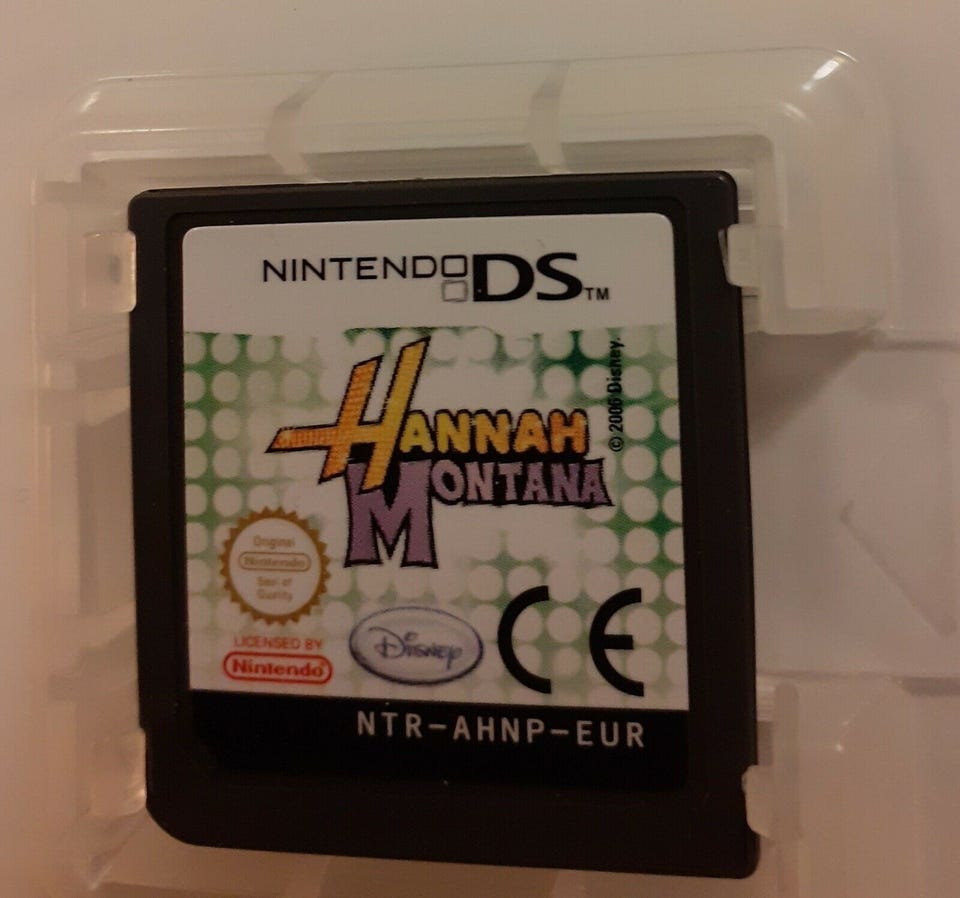 NINTENDO DS TM
© 2006 Disney.
HANNAH
MONTANA
Original
Nintendo
Seal of
Quality
LICENSED BY
Nintendo®
Disney
CE
NTR-AHNP-EUR